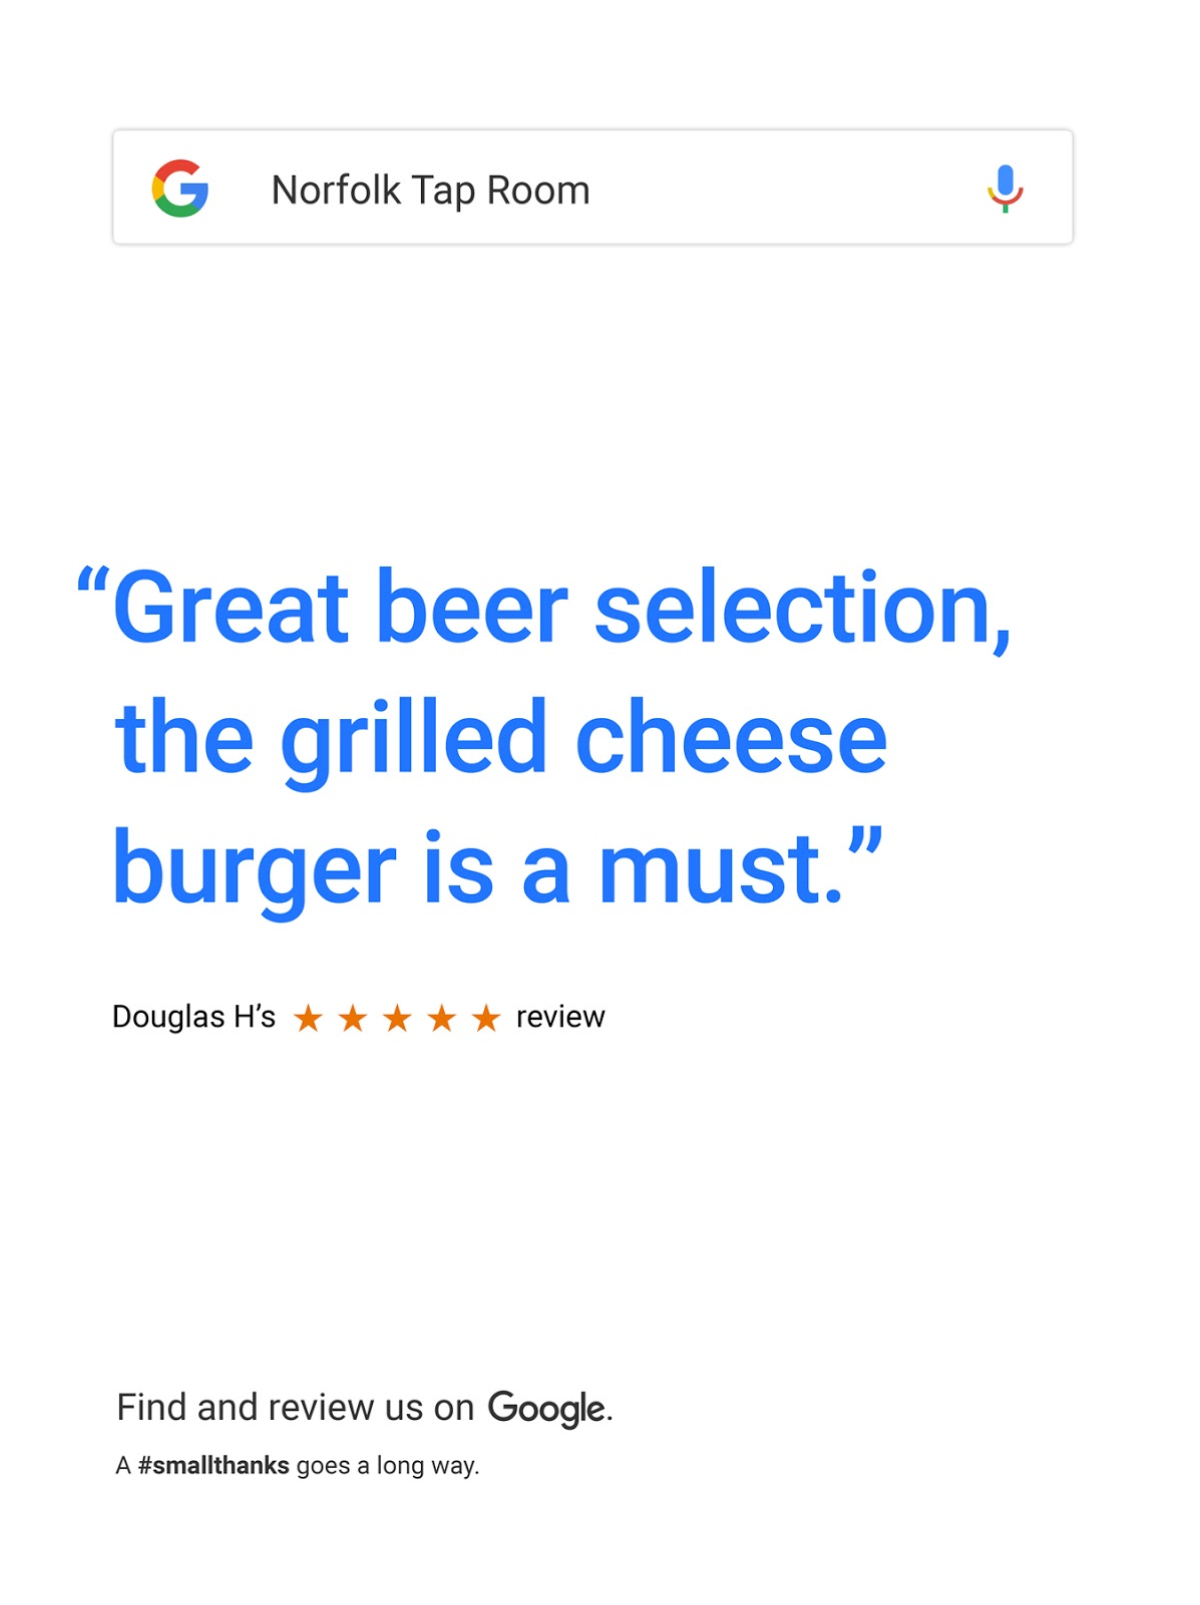 Norfolk Tap Room
“Great beer selection,
the grilled cheese
burger is a must.”
Douglas H’s ★ ★ ★ ★ ★ review
Find and review us on Google.
A #smallthanks goes a long way.